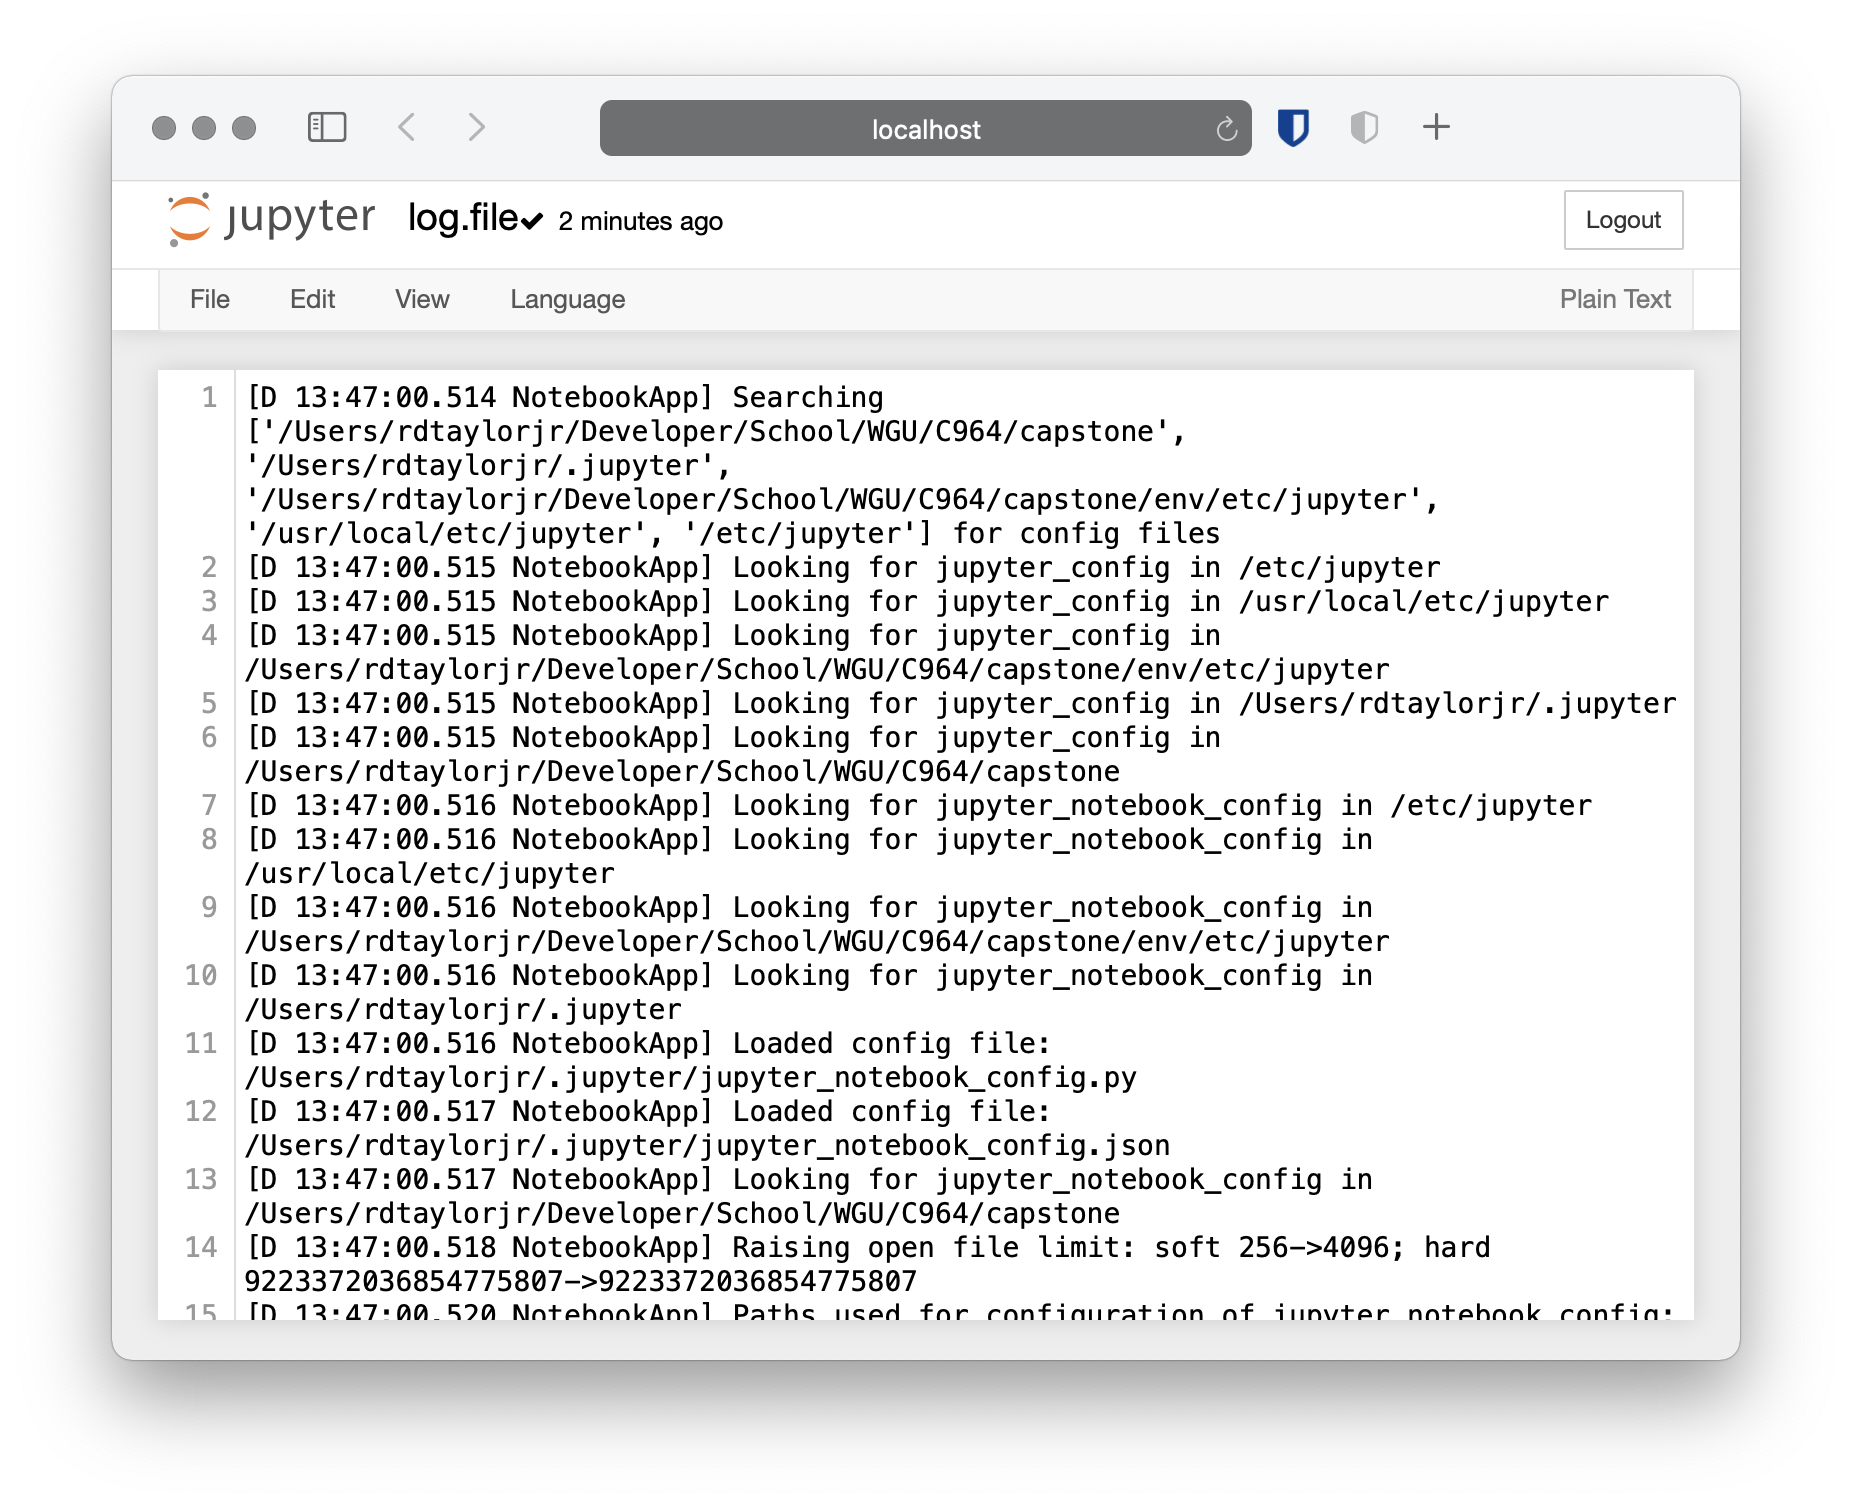 localhost
jupyter log.file 2 minutes ago
Logout
File Edit View Language Plain Text
1 [D 13:47:00.514 NotebookApp] Searching
['/Users/rdtaylorjr/Developer/School/WGU/C964/capstone',
'/Users/rdtaylorjr/.jupyter',
'/Users/rdtaylorjr/Developer/School/WGU/C964/capstone/env/etc/jupyter',
'/usr/local/etc/jupyter', '/etc/jupyter'] for config files
2 [D 13:47:00.515 NotebookApp] Looking for jupyter_config in /etc/jupyter
3 [D 13:47:00.515 NotebookApp] Looking for jupyter_config in /usr/local/etc/jupyter
4 [D 13:47:00.515 NotebookApp] Looking for jupyter_config in
/Users/rdtaylorjr/Developer/School/WGU/C964/capstone/env/etc/jupyter
5 [D 13:47:00.515 NotebookApp] Looking for jupyter_config in /Users/rdtaylorjr/.jupyter
6 [D 13:47:00.515 NotebookApp] Looking for jupyter_config in
/Users/rdtaylorjr/Developer/School/WGU/C964/capstone
7 [D 13:47:00.516 NotebookApp] Looking for jupyter_notebook_config in /etc/jupyter
8 [D 13:47:00.516 NotebookApp] Looking for jupyter_notebook_config in
/usr/local/etc/jupyter
9 [D 13:47:00.516 NotebookApp] Looking for jupyter_notebook_config in
/Users/rdtaylorjr/Developer/School/WGU/C964/capstone/env/etc/jupyter
10 [D 13:47:00.516 NotebookApp] Looking for jupyter_notebook_config in
/Users/rdtaylorjr/.jupyter
11 [D 13:47:00.516 NotebookApp] Loaded config file:
/Users/rdtaylorjr/.jupyter/jupyter_notebook_config.py
12 [D 13:47:00.517 NotebookApp] Loaded config file:
/Users/rdtaylorjr/.jupyter/jupyter_notebook_config.json
13 [D 13:47:00.517 NotebookApp] Looking for jupyter_notebook_config in
/Users/rdtaylorjr/Developer/School/WGU/C964/capstone
14 [D 13:47:00.518 NotebookApp] Raising open file limit: soft 256->4096; hard
9223372036854775807->9223372036854775807
15 [D 13:47:00.520 NotebookApp] Paths used for configuration of jupyter_notebook_config: